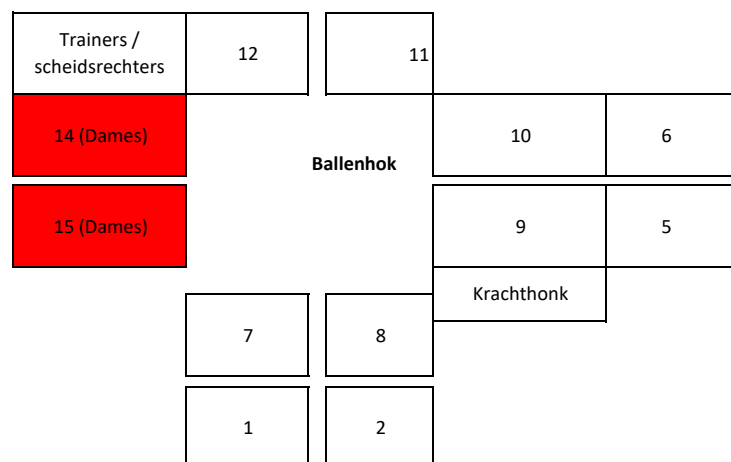 Trainers /
scheidsrechters
12
11
14 (Dames)
10
6
Ballenhok
15 (Dames)
9
5
Krachthonk
7
8
1
2